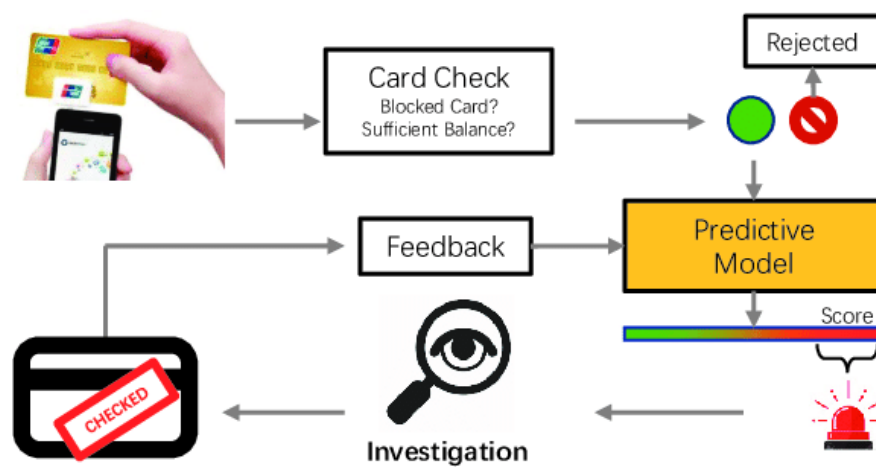 Rejected
Card Check
Blocked Card?
Sufficient Balance?
Feedback
Predictive
Model
Score
CHECKED
Investigation